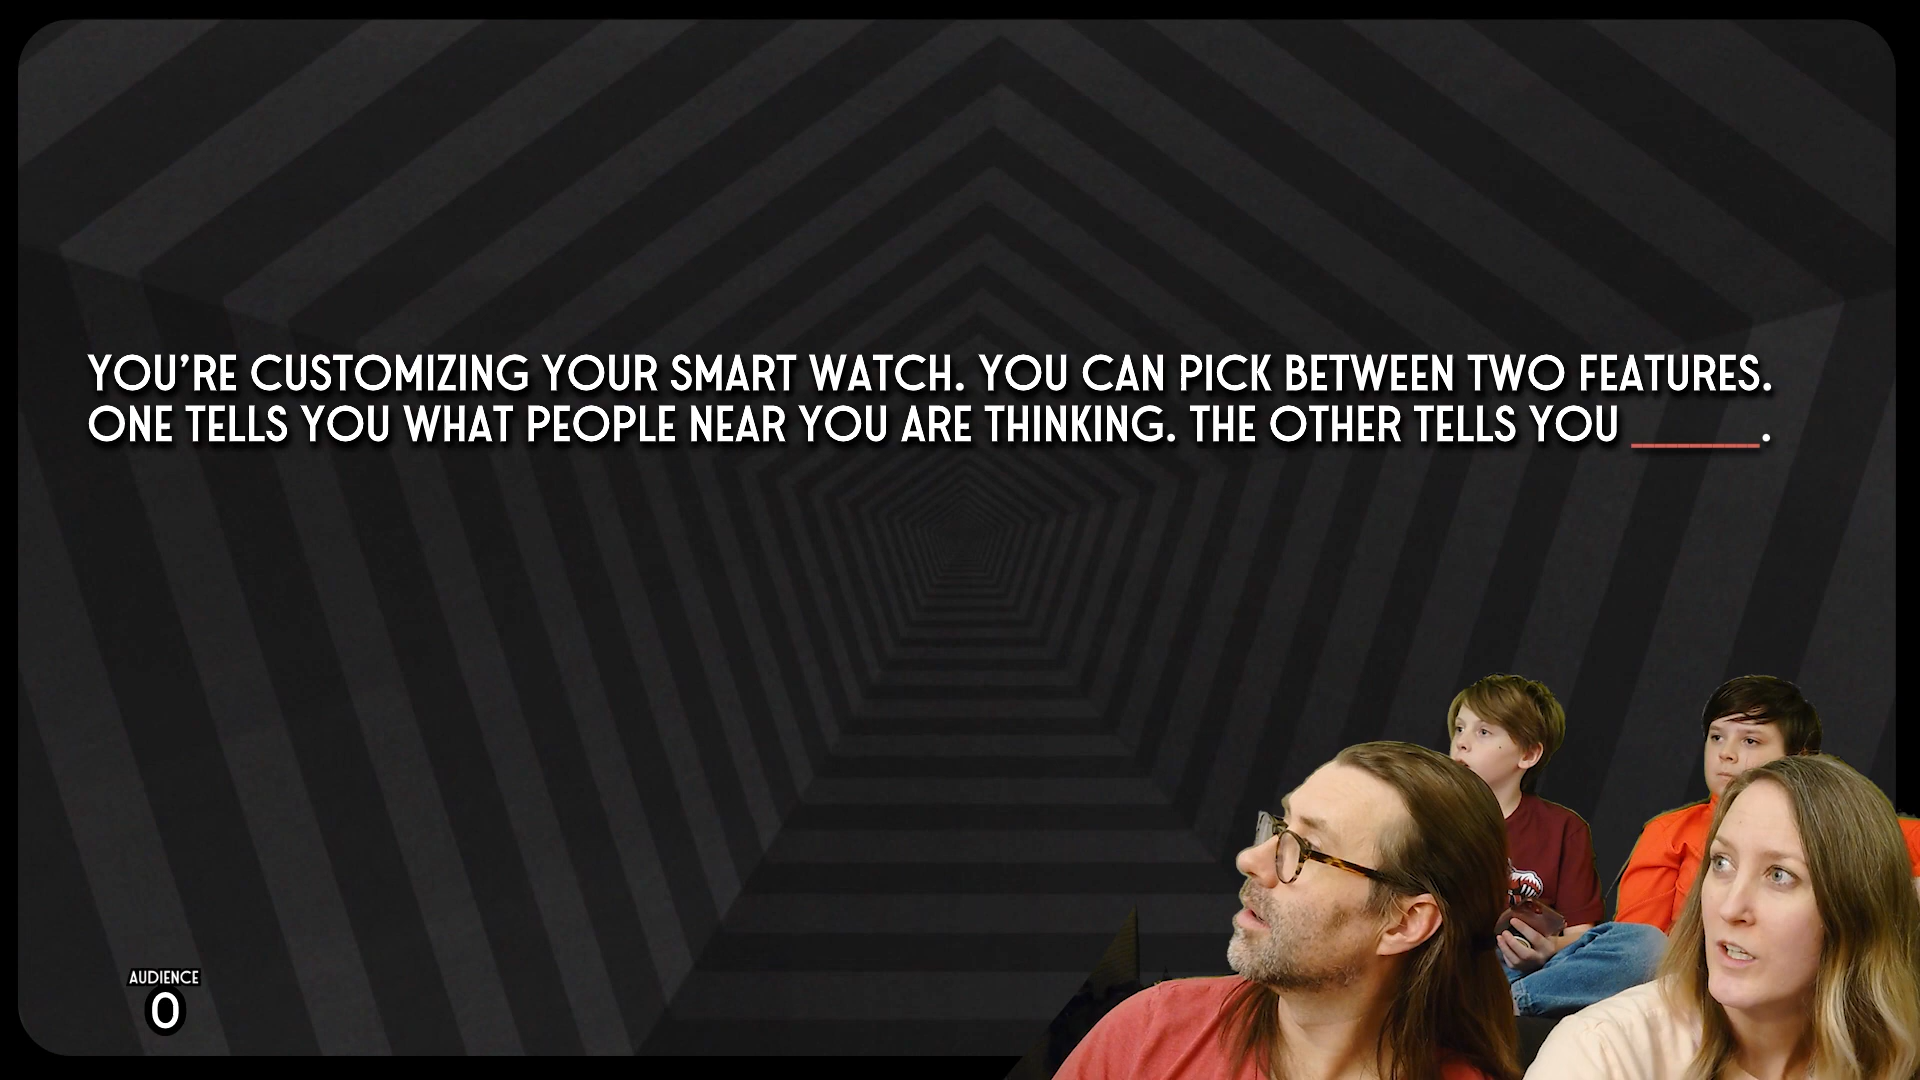 YOU'RE CUSTOMIZING YOUR SMART WATCH. YOU CAN PICK BETWEEN TWO FEATURES.
ONE TELLS YOU WHAT PEOPLE NEAR YOU ARE THINKING. THE OTHER TELLS YOU ________.
AUDIENCE
0